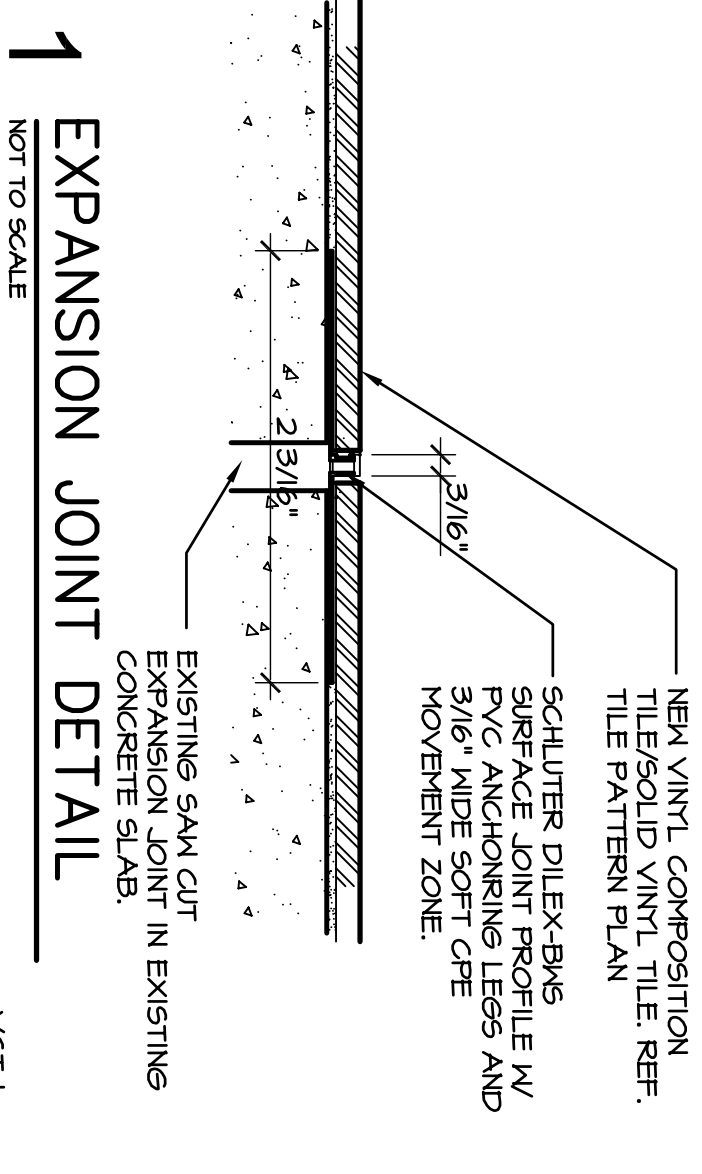 NEW VINYL COMPOSITION
TILE/SOLID VINYL TILE. REF.
TILE PATTERN PLAN
SCHLUTER DILEX-BWS
SURFACE JOINT PROFILE W/
PVC ANCHONRING LEGS AND
3/16" WIDE SOFT CPE
MOVEMENT ZONE.
3/16"
2 3/16"
EXISTING SAW CUT
EXPANSION JOINT IN EXISTING
CONCRETE SLAB.
1 EXPANSION JOINT DETAIL
NOT TO SCALE